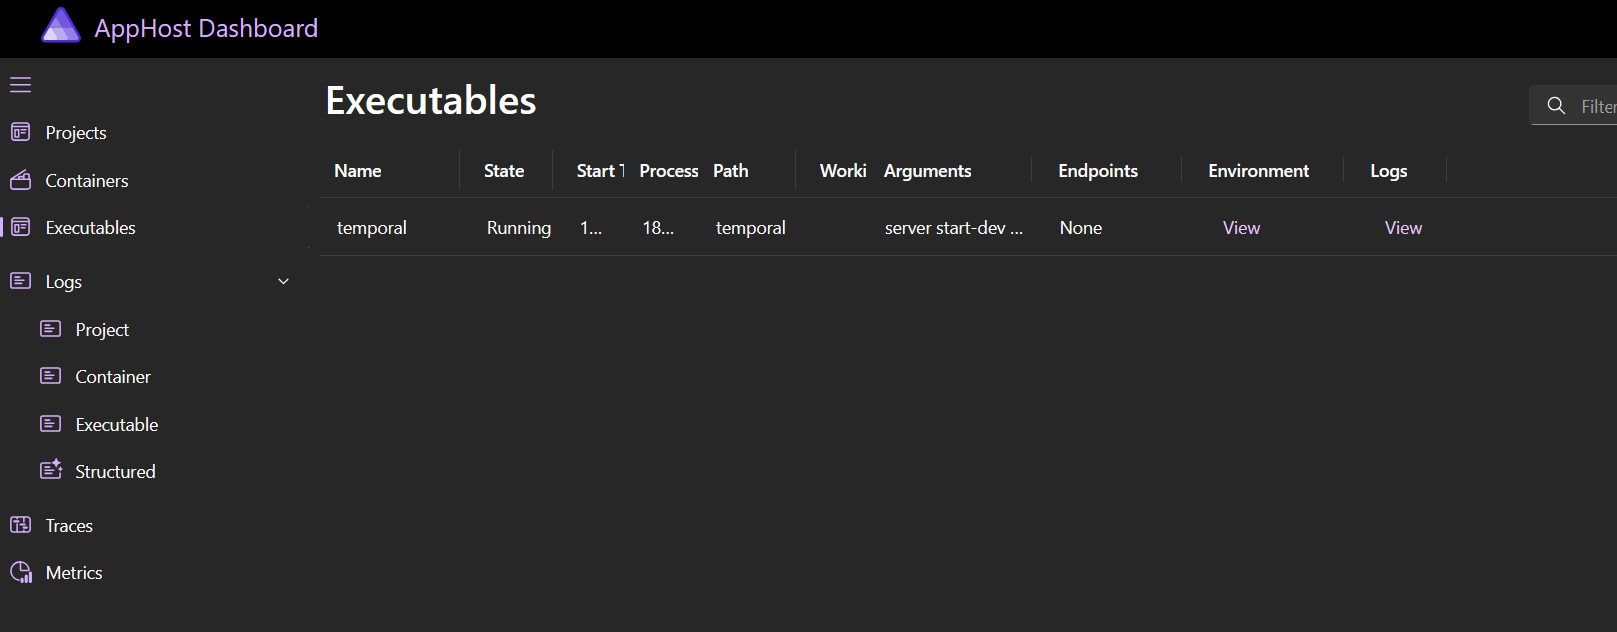 AppHost Dashboard
Executables
Filter
Projects
Containers
Executables
Logs
Project
Container
Executable
Structured
Traces
Metrics
Name State Start T Process Path Worki Arguments Endpoints Environment Logs
temporal Running 1... 18... temporal server start-dev ... None View View